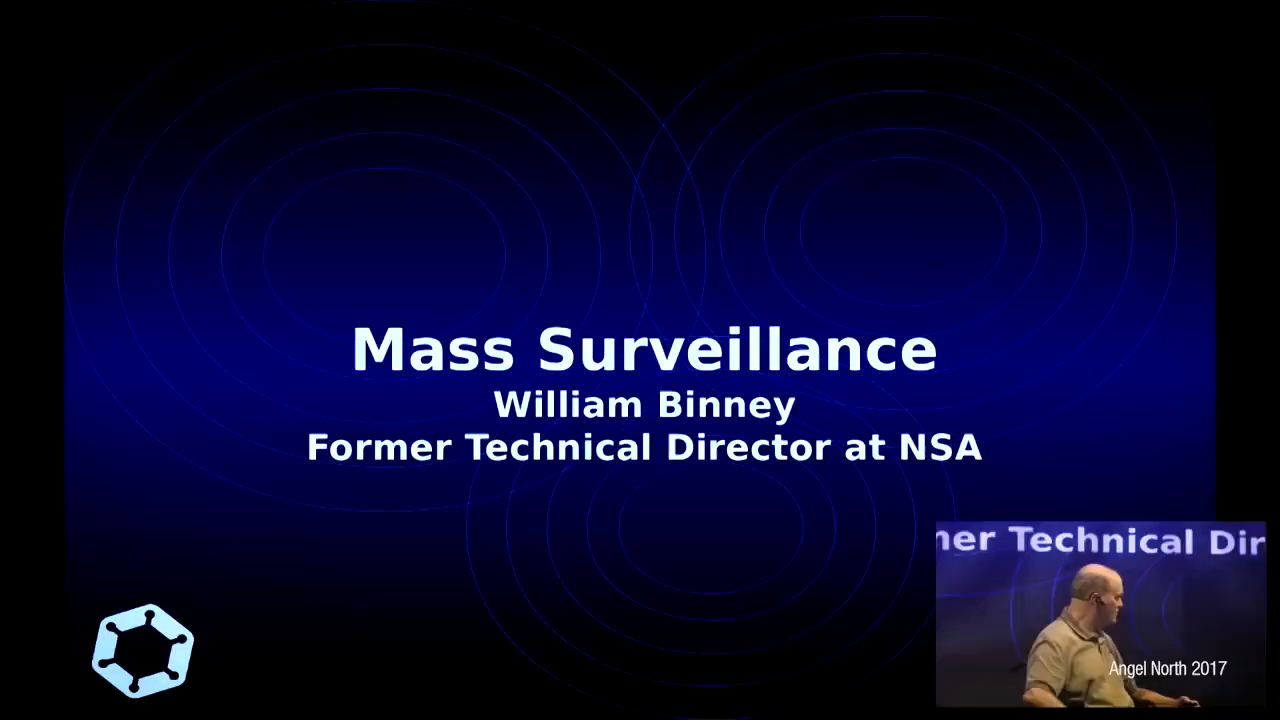 Mass Surveillance
William Binney
Former Technical Director at NSA
ner Technical Dir
Angel North 2017